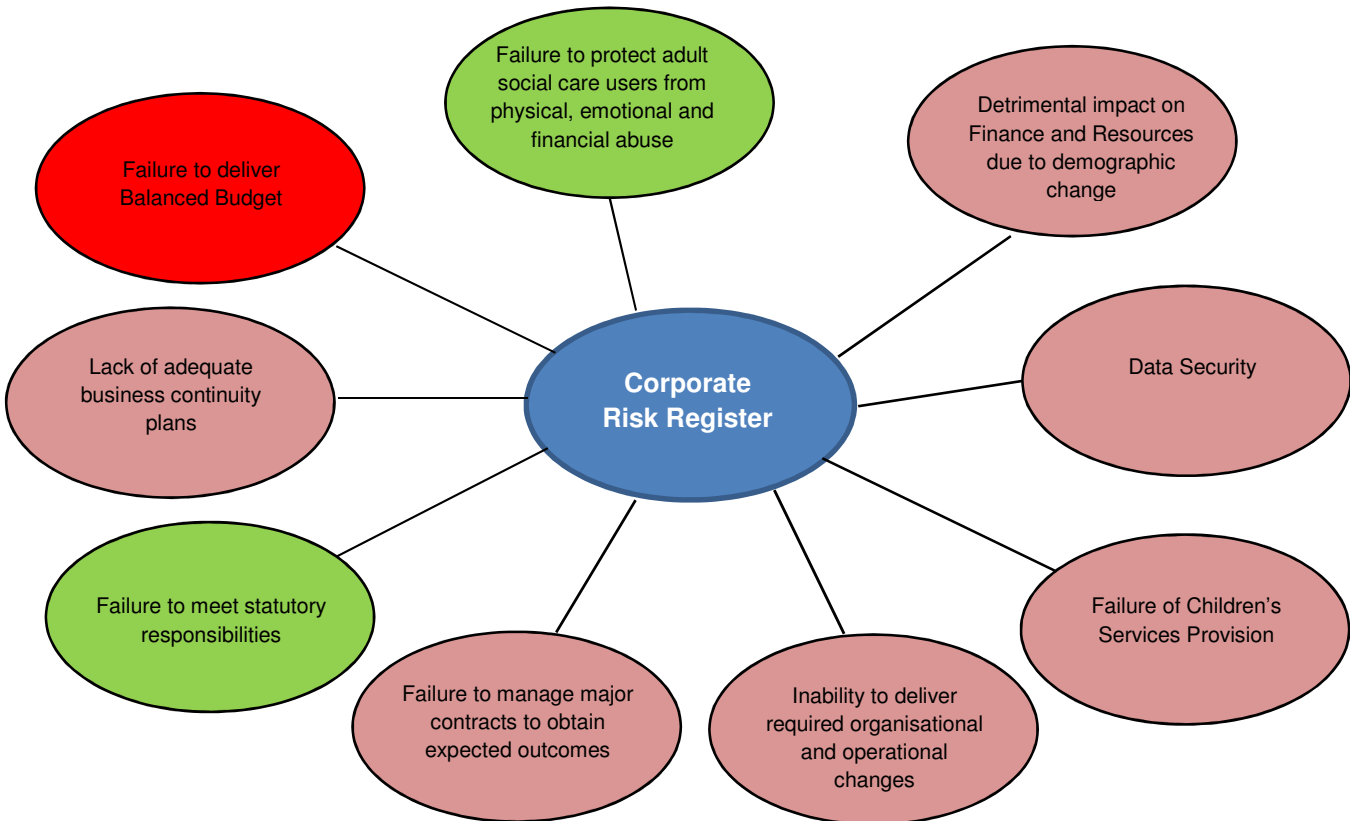 Failure to protect adult
social care users from
physical, emotional and
financial abuse
Detrimental impact on
Finance and Resources
due to demographic
change
Failure to deliver
Balanced Budget
Lack of adequate
business continuity
plans
Corporate
Risk Register
Data Security
Failure to meet statutory
responsibilities
Failure of Children’s
Services Provision
Failure to manage major
contracts to obtain
expected outcomes
Inability to deliver
required organisational
and operational
changes